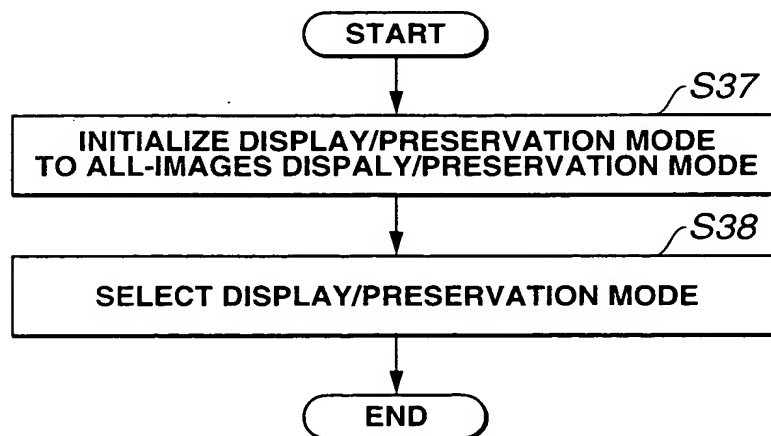 START
S37
INITIALIZE DISPLAY/PRESERVATION MODE
TO ALL-IMAGES DISPALY/PRESERVATION MODE
S38
SELECT DISPLAY/PRESERVATION MODE
END